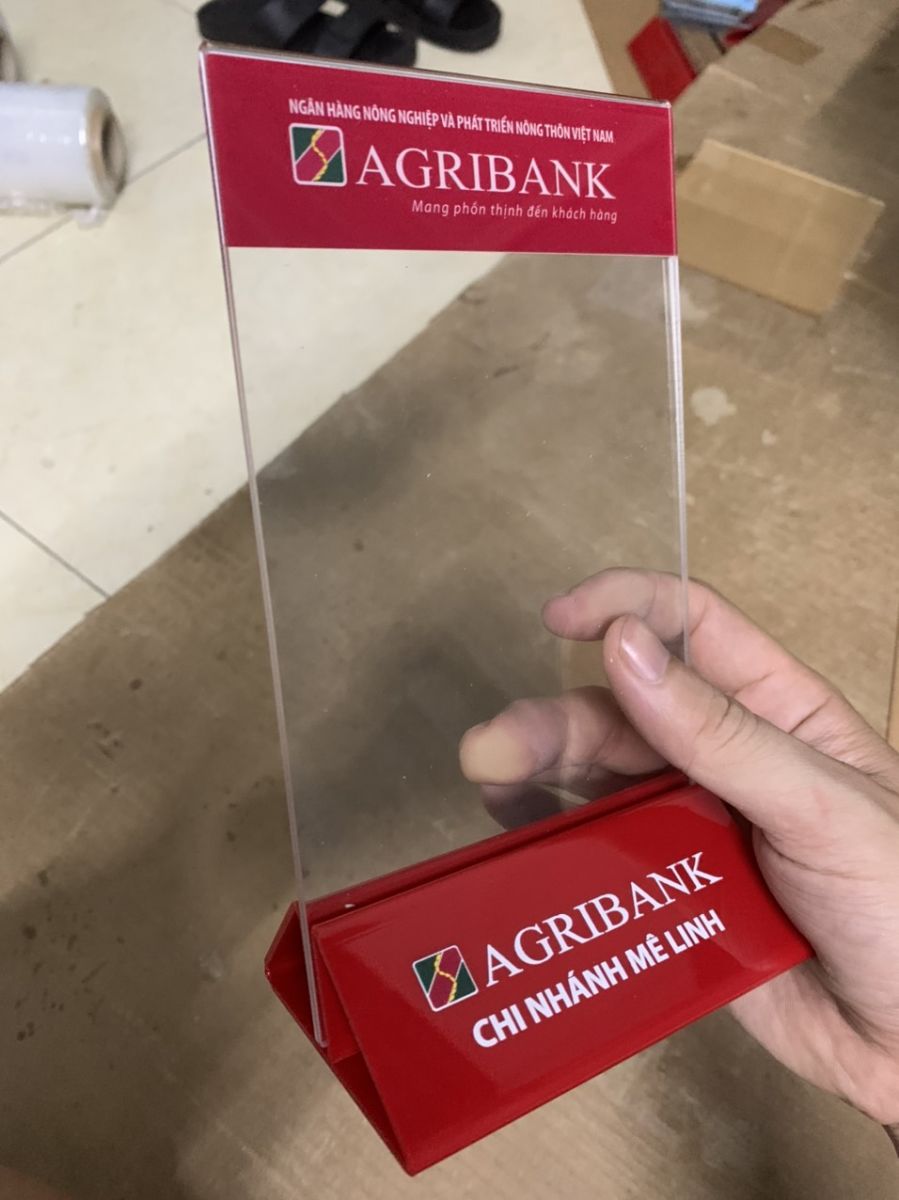 NGÂN HÀNG NÔNG NGHIỆP VÀ PHÁT TRIỂN NÔNG THÔN VIỆT NAM
AGRIBANK
Mang phồn thịnh đến khách hàng
AGRIBANK
CHI NHÁNH MÊ LINH